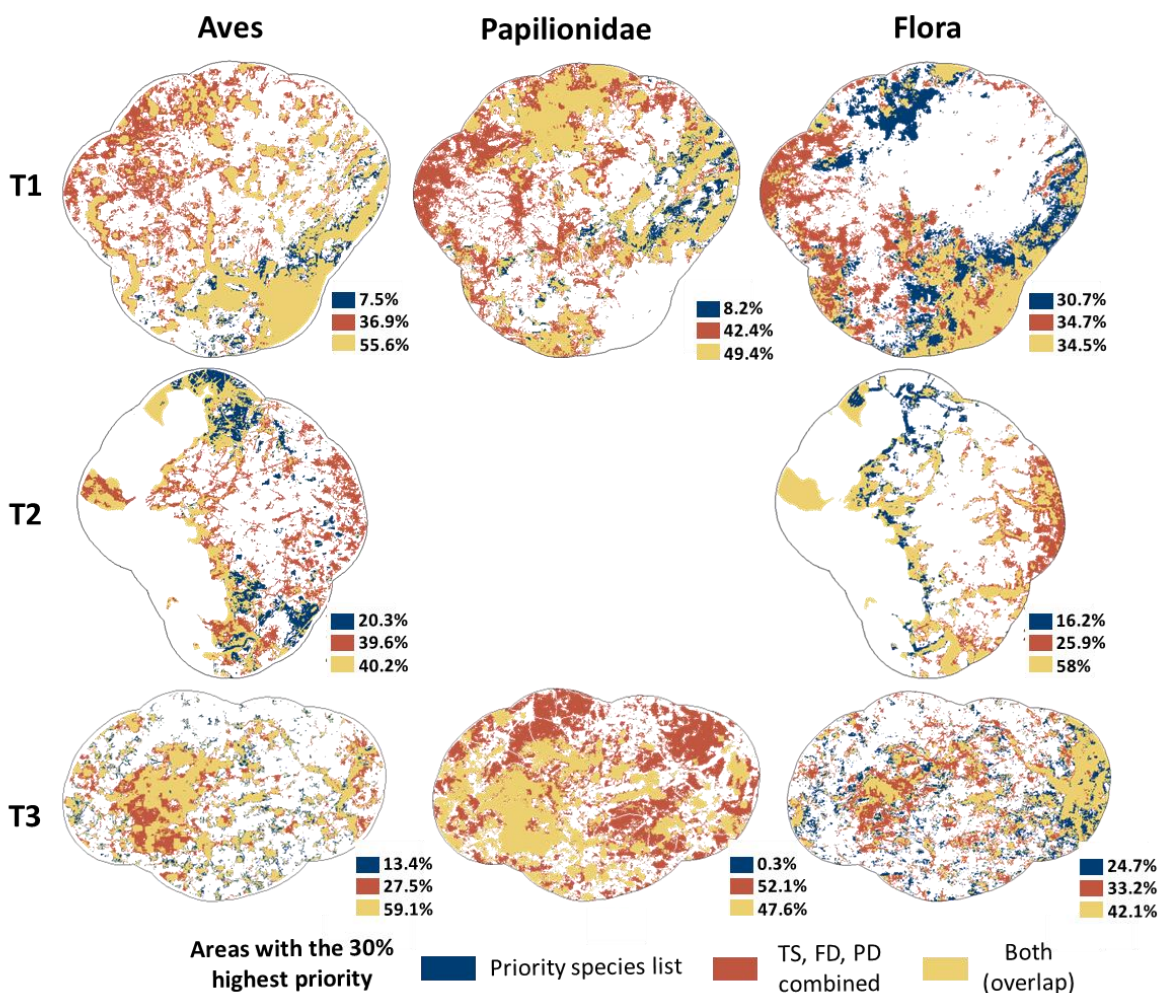 Aves Papilionidae Flora
T1
7.5%
36.9%
55.6%
8.2%
42.4%
49.4%
30.7%
34.7%
34.5%
T2
20.3%
39.6%
40.2%
16.2%
25.9%
58%
T3
13.4%
27.5%
59.1%
0.3%
52.1%
47.6%
24.7%
33.2%
42.1%
Areas with the 30%
highest priority
Priority species list
TS, FD, PD
combined
Both
(overlap)